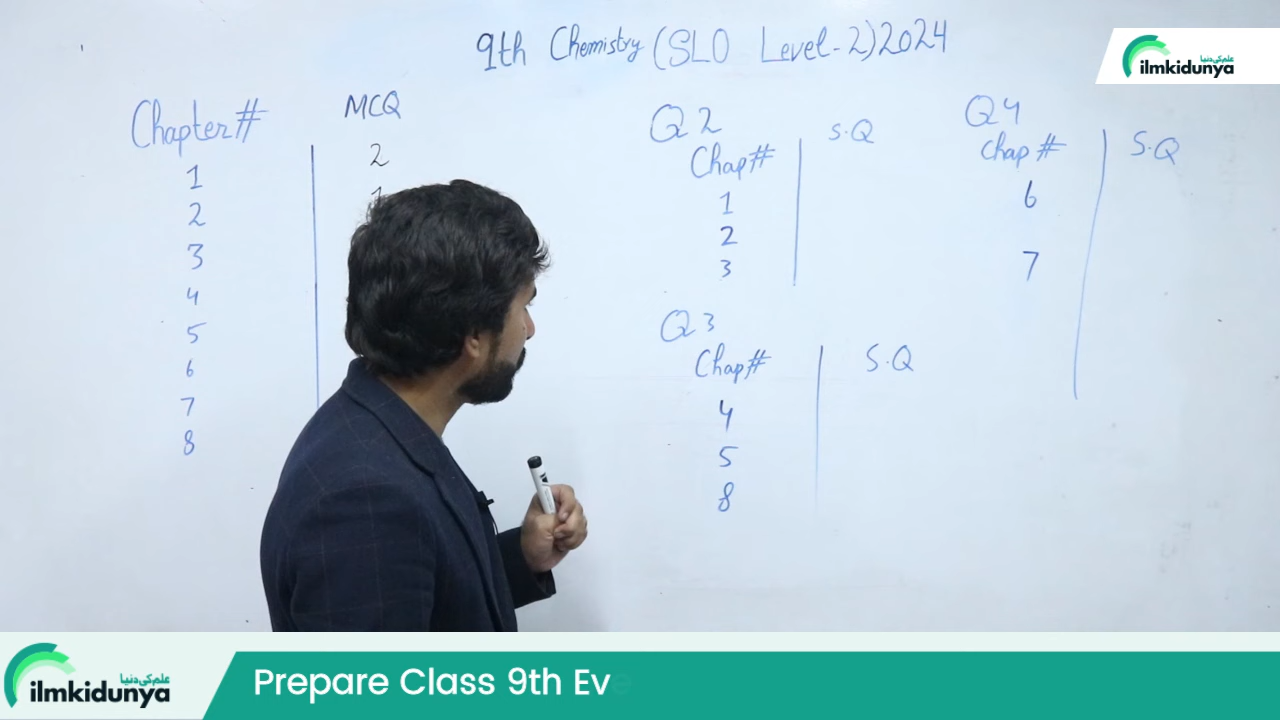 9th Chemistry (SLO Level-2) 2024
علم کی دنیا
ilmkidunya
Chapter# MCQ
1 2
2 1
3
4
5
6
7
8
Q2
Chap# S.Q
1
2
3
Q3
Chap# S.Q
4
5
8
Q4
Chap# S.Q
6
7
علم کی دنیا
ilmkidunya
Prepare Class 9th Eve